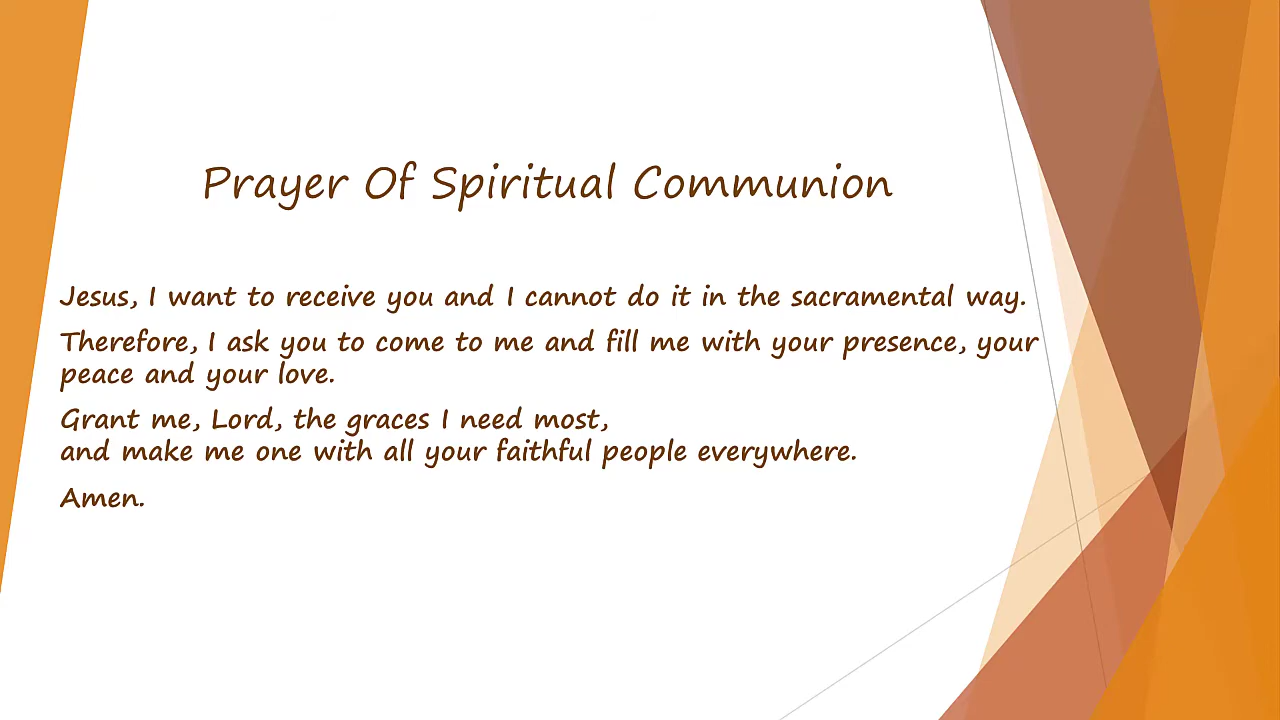 Prayer Of Spiritual Communion
Jesus, I want to receive you and I cannot do it in the sacramental way.
Therefore, I ask you to come to me and fill me with your presence, your
peace and your love.
Grant me, Lord, the graces I need most,
and make me one with all your faithful people everywhere.
Amen.